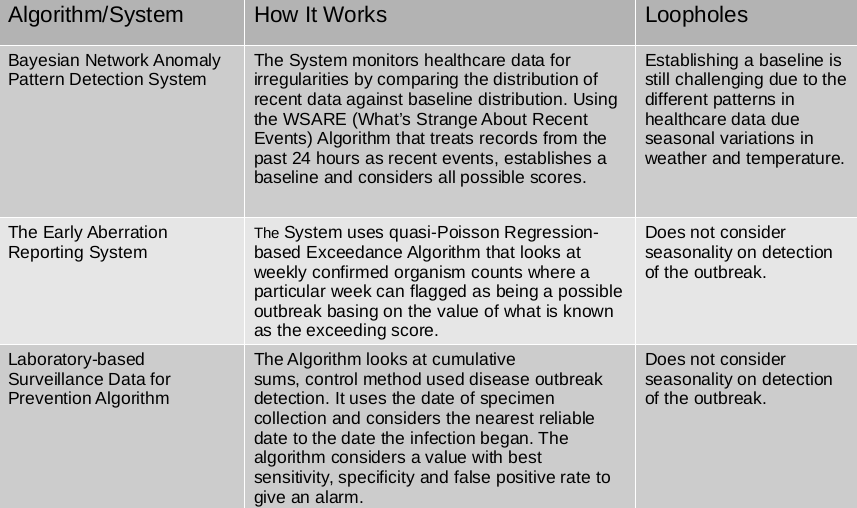 Algorithm/System
How It Works
Loopholes
Bayesian Network Anomaly
Pattern Detection System
The System monitors healthcare data for
irregularities by comparing the distribution of
recent data against baseline distribution. Using
the WSARE (What's Strange About Recent
Events) Algorithm that treats records from the
past 24 hours as recent events, establishes a
baseline and considers all possible scores.
Establishing a baseline is
still challenging due to the
different patterns in
healthcare data due
seasonal variations in
weather and temperature.
The Early Aberration
Reporting System
The System uses quasi-Poisson Regression-
based Exceedance Algorithm that looks at
weekly confirmed organism counts where a
particular week can flagged as being a possible
outbreak basing on the value of what is known
as the exceeding score.
Does not consider
seasonality on detection
of the outbreak.
Laboratory-based
Surveillance Data for
Prevention Algorithm
The Algorithm looks at cumulative
sums, control method used disease outbreak
detection. It uses the date of specimen
collection and considers the nearest reliable
date to the date the infection began. The
algorithm considers a value with best
sensitivity, specificity and false positive rate to
give an alarm.
Does not consider
seasonality on detection
of the outbreak.